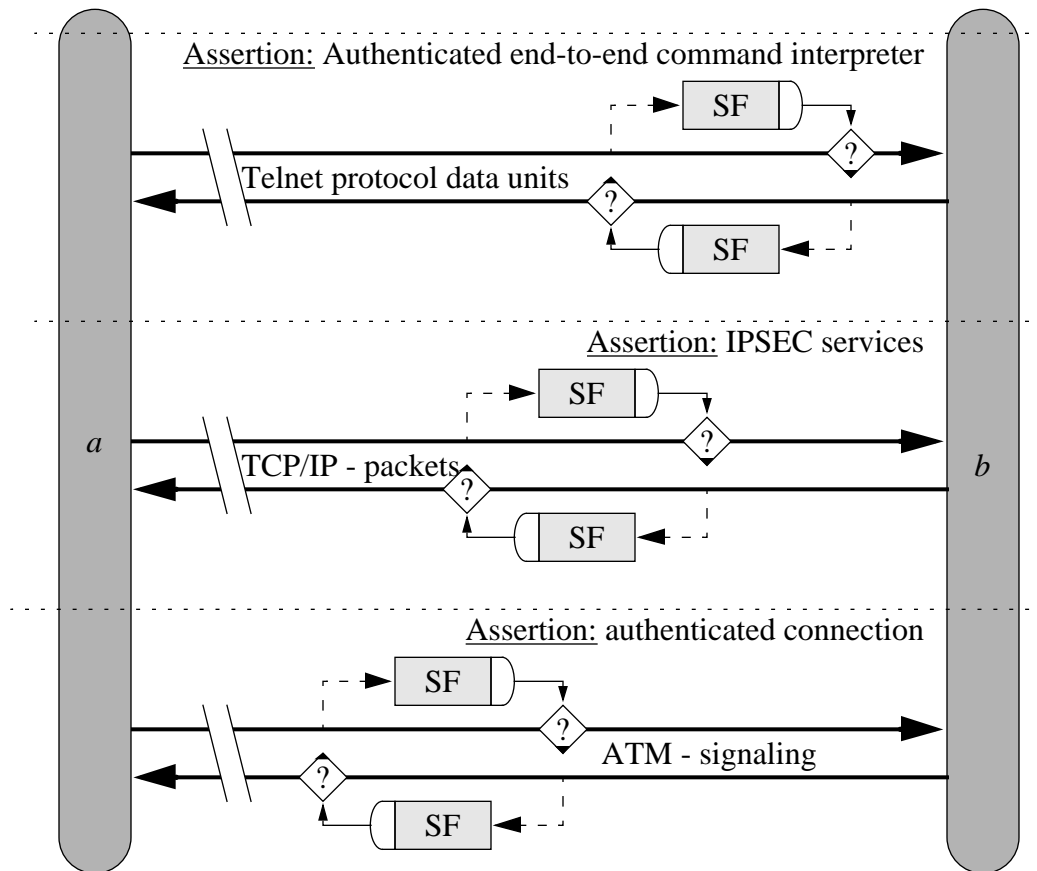 Assertion: Authenticated end-to-end command interpreter
SF
?
Telnet protocol data units
?
SF
Assertion: IPSEC services
SF
a
?
TCP/IP - packets
?
b
SF
Assertion: authenticated connection
SF
?
ATM - signaling
?
SF